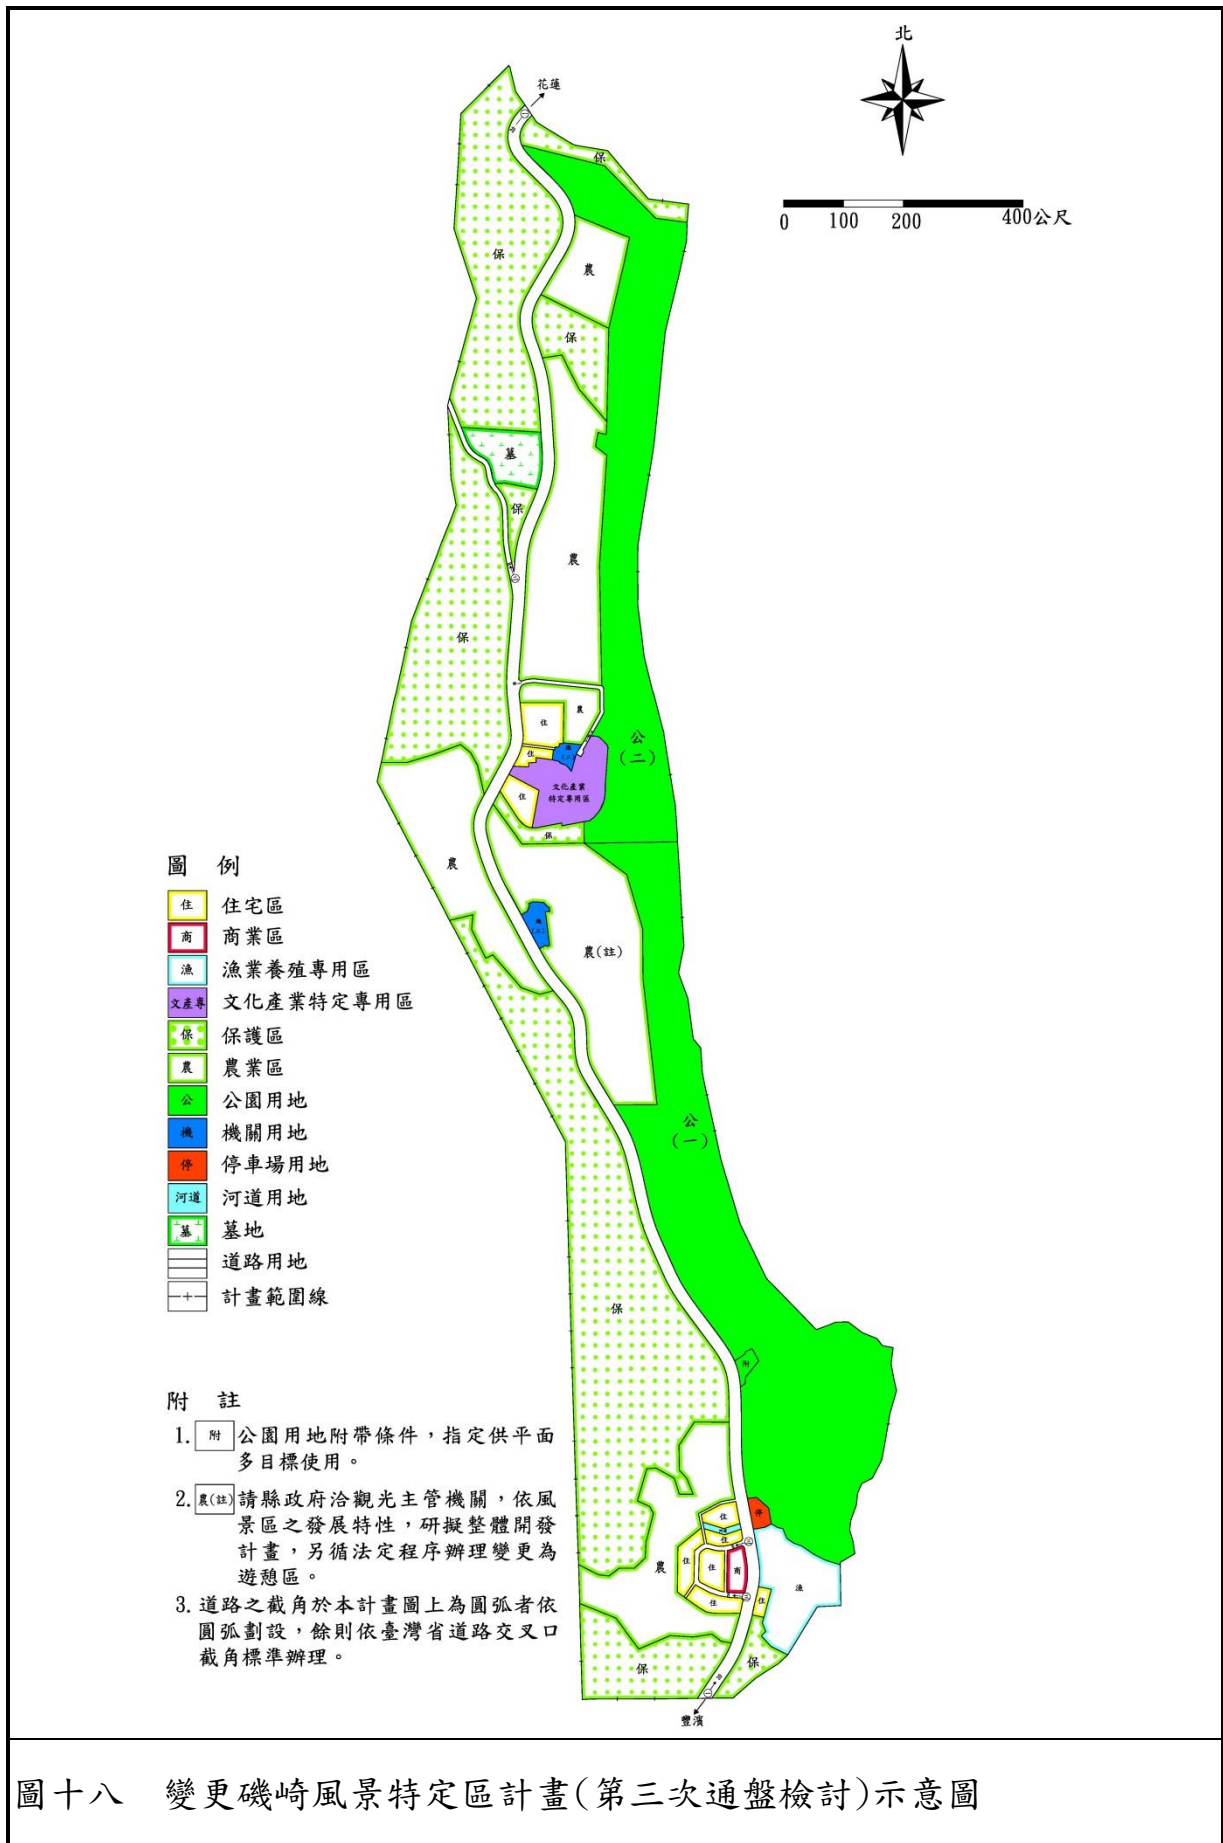 北
花蓮
0 100 200 400公尺
保
保
農
保
墓
保
農
保
農
住
機
住
公
(二)
文化產業
特定專用區
住
保
農
農(註)
公
(一)
保
附
停
住
住
農
住
住
商
住
住
漁
保
保
豐濱
圖 例
住 住宅區
商 商業區
漁 漁業養殖專用區
文產專 文化產業特定專用區
保 保護區
農 農業區
公 公園用地
機 機關用地
停 停車場用地
河道 河道用地
墓 墓地
道路用地
計畫範圍線
附 註
1. 附 公園用地附帶條件,指定供平面
多目標使用。
2. 農(註) 請縣政府洽觀光主管機關,依風
景區之發展特性,研擬整體開發
計畫,另循法定程序辦理變更為
遊憩區。
3. 道路之截角於本計畫圖上為圓弧者依
圓弧劃設,餘則依臺灣省道路交叉口
截角標準辦理。
圖十八 變更磯崎風景特定區計畫(第三次通盤檢討)示意圖